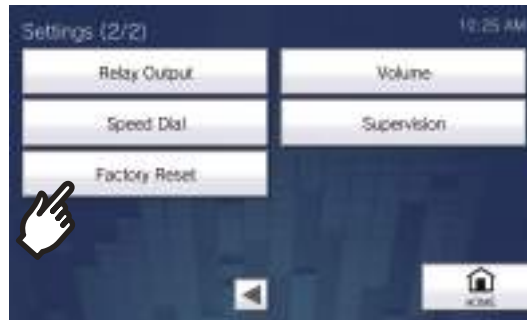 Settings (2/2)
10:25 AM
Relay Output
Volume
Speed Dial
Supervision
Factory Reset
HOME